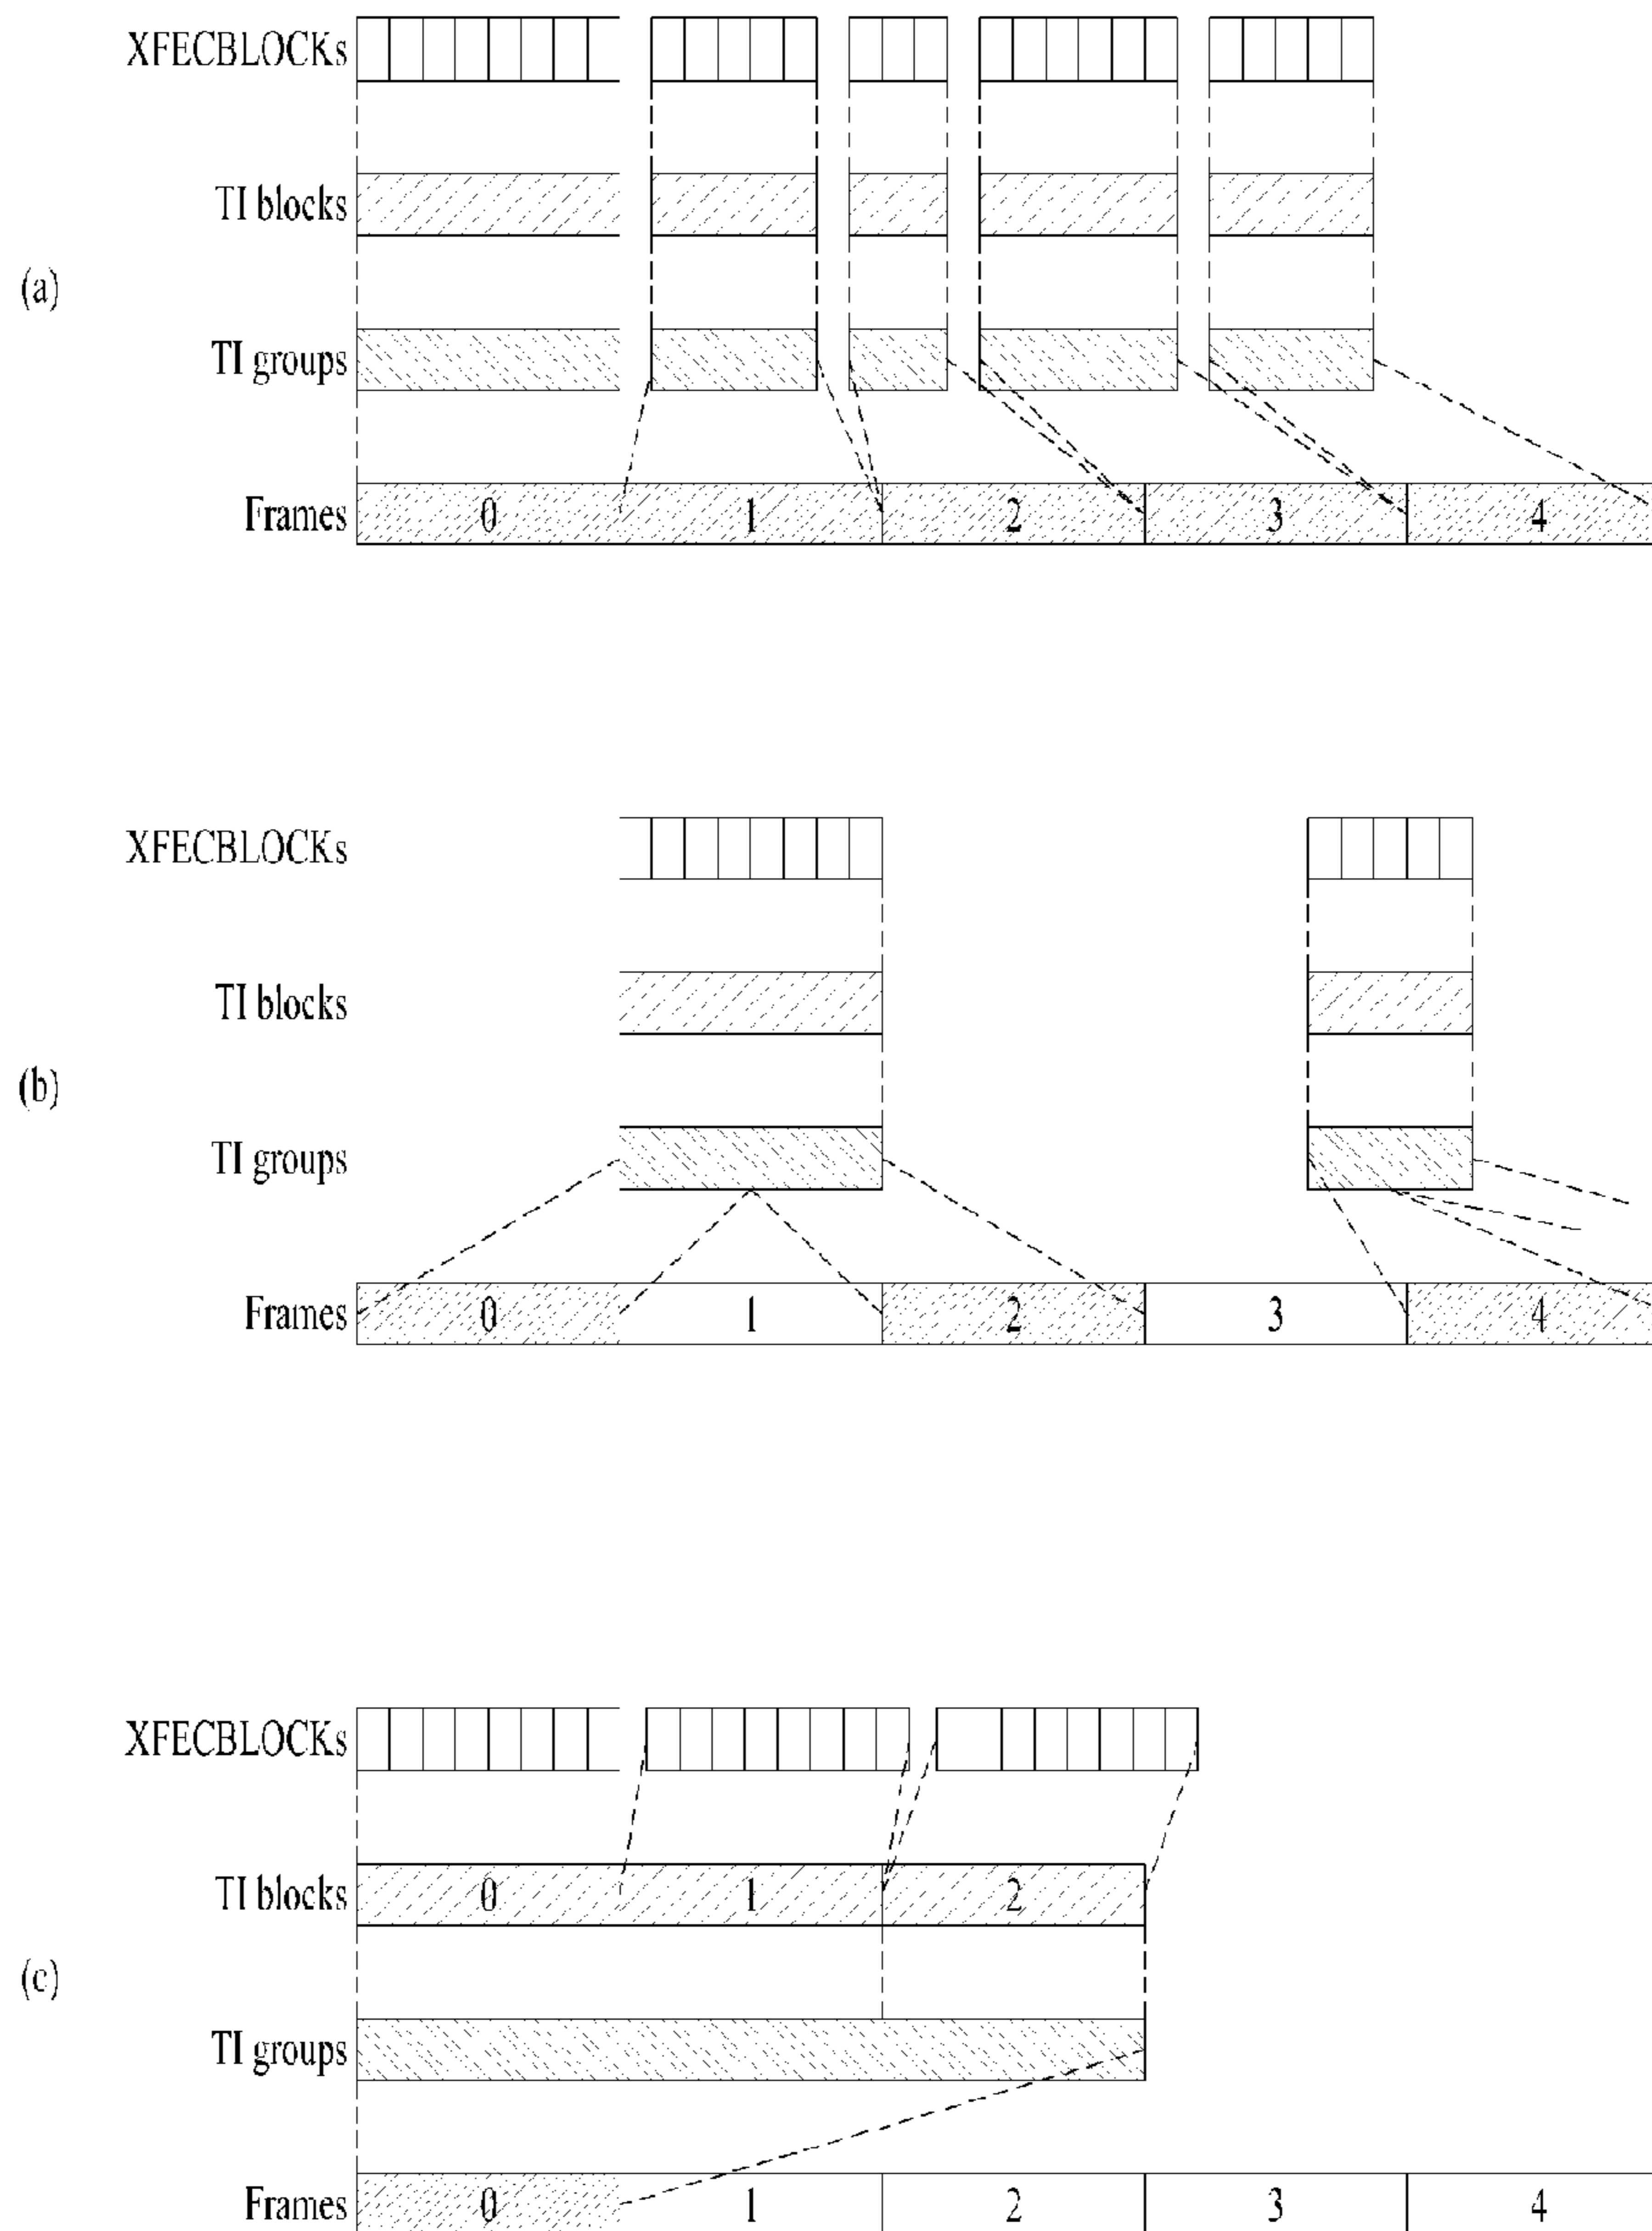 XFECBLOCKs
TI blocks
(a)
TI groups
Frames 0 1 2 3 4
XFECBLOCKs
TI blocks
(b)
TI groups
Frames 0 1 2 3 4
XFECBLOCKs
TI blocks 0 1 2
(c)
TI groups
Frames 0 1 2 3 4